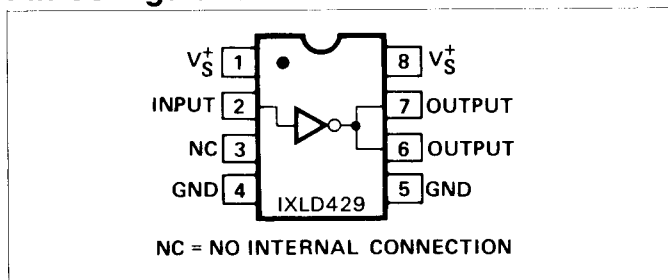 V+S 1 8 V+S
INPUT 2 7 OUTPUT
NC 3 6 OUTPUT
GND 4 5 GND
IXLD429
NC = NO INTERNAL CONNECTION